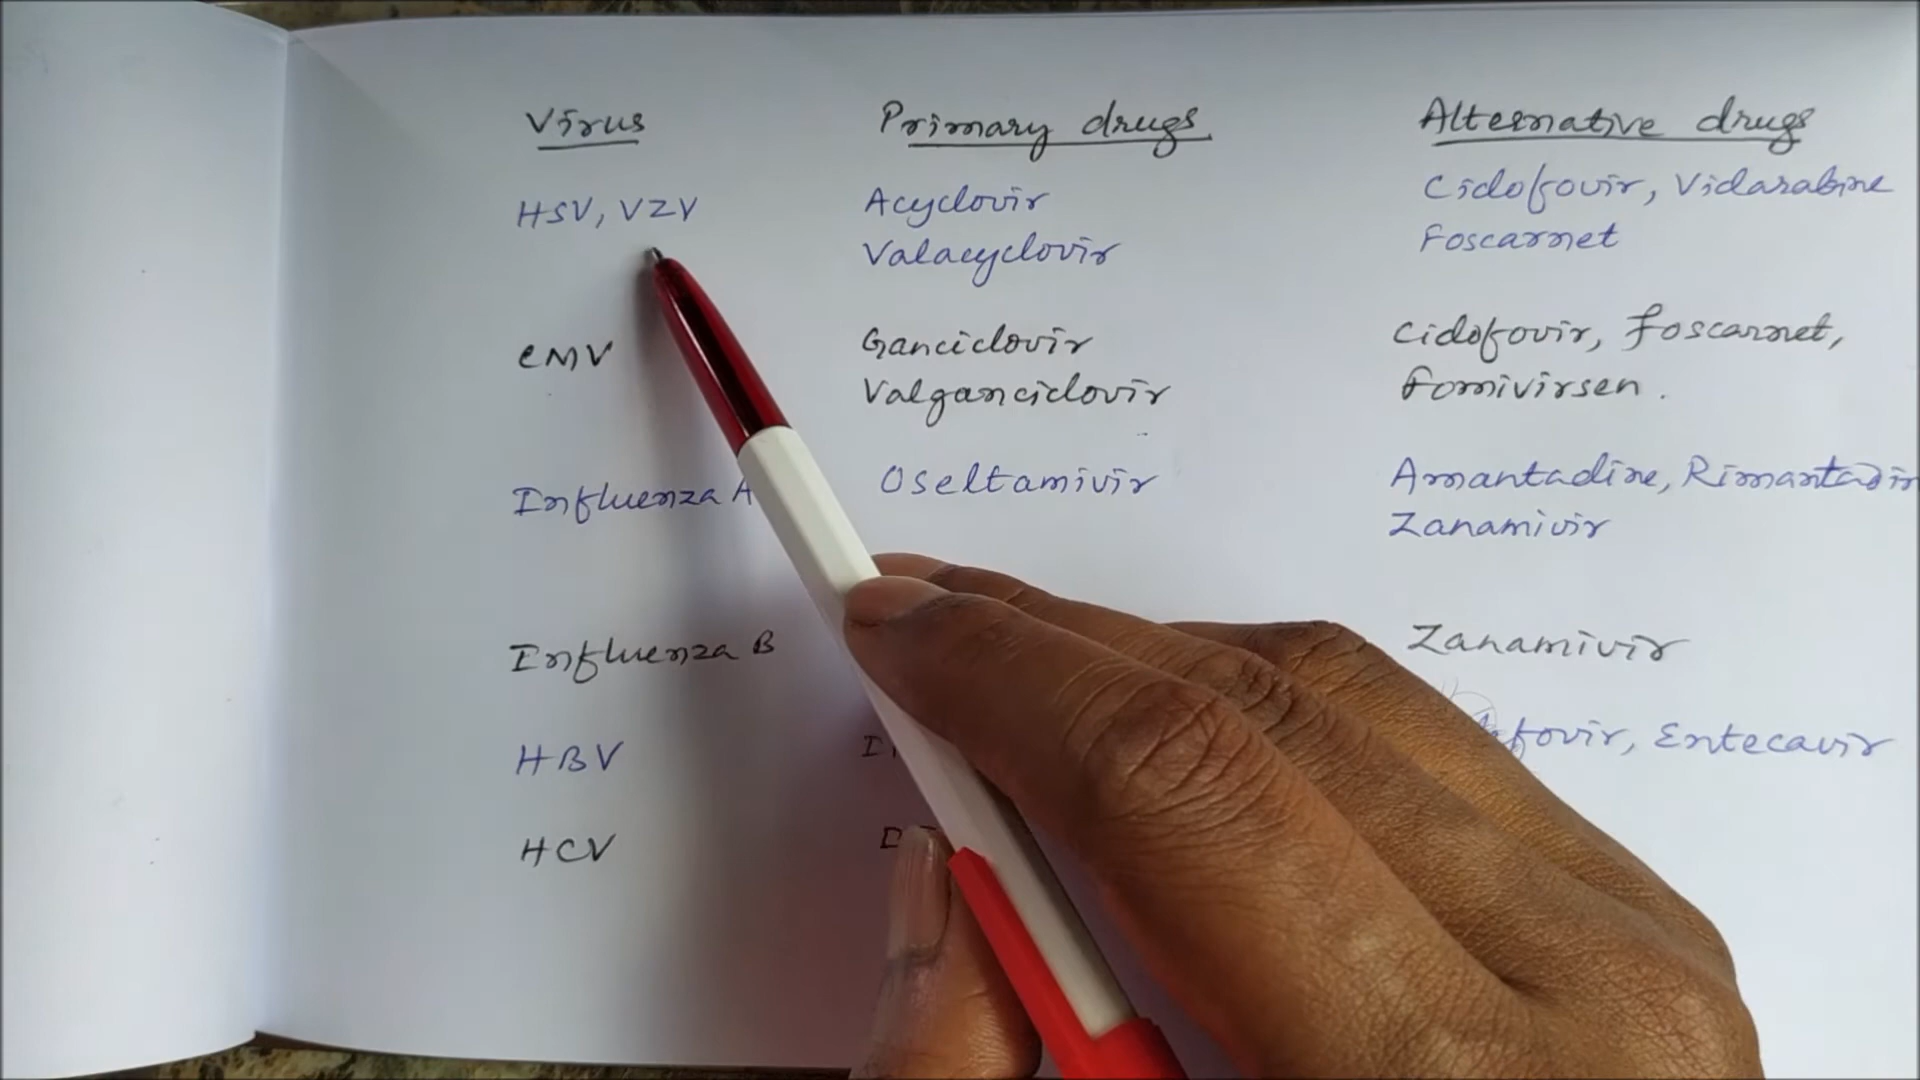 Virus Primary drugs Alternative drugs
HSV, VZV Acyclovir Cidofovir, Vidarabine
Valacyclovir Foscarnet
CMV Ganciclovir Cidofovir, Foscarnet,
Valganciclovir Fomivirsen.
Influenza A Oseltamivir Amantadine, Rimantadin
Zanamivir
Influenza B Zanamivir
HBV Entecavir
HCV